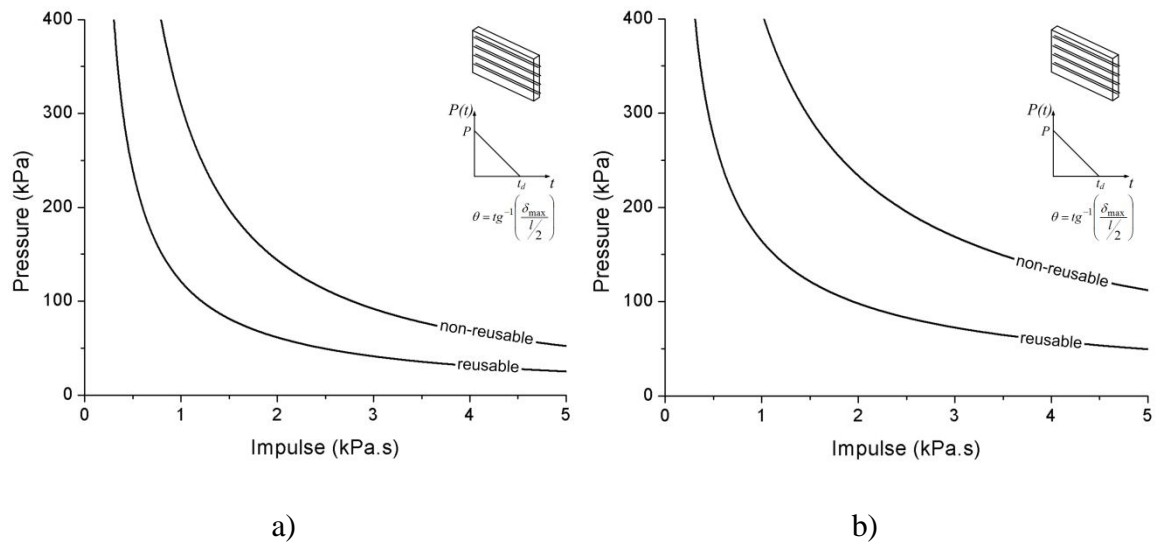 400
300
200
100
0
Pressure (kPa)
0 1 2 3 4 5
Impulse (kPa.s)
non-reusable
reusable
P(t)
P
t_d t
θ = tg⁻¹(δmax / l/2)
a)
400
300
200
100
0
Pressure (kPa)
0 1 2 3 4 5
Impulse (kPa.s)
non-reusable
reusable
P(t)
P
t_d t
θ = tg⁻¹(δmax / l/2)
b)